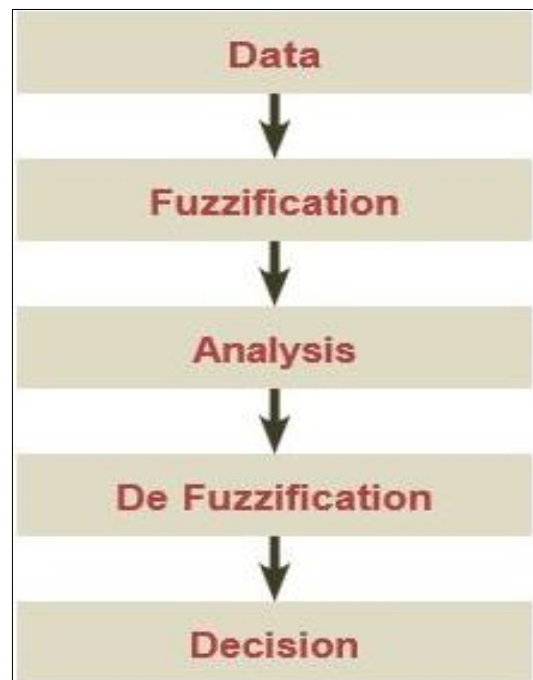 Data
Fuzzification
Analysis
De Fuzzification
Decision